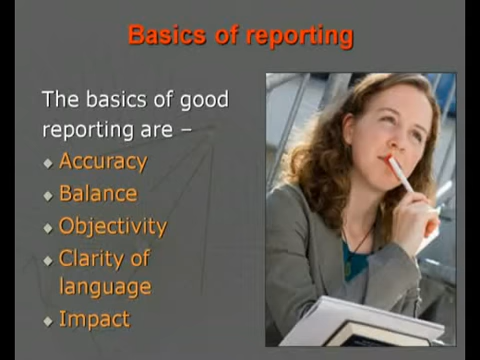 Basics of reporting
The basics of good
reporting are –
Accuracy
Balance
Objectivity
Clarity of
language
Impact